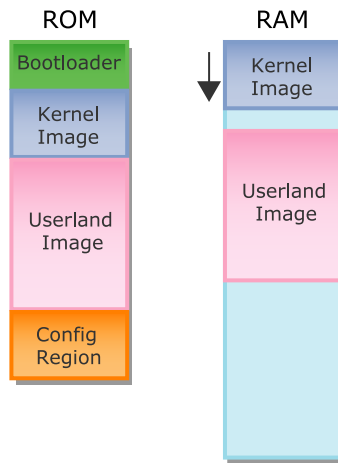 ROM
Bootloader
Kernel
Image
Userland
Image
Config
Region
RAM
Kernel
Image
Userland
Image